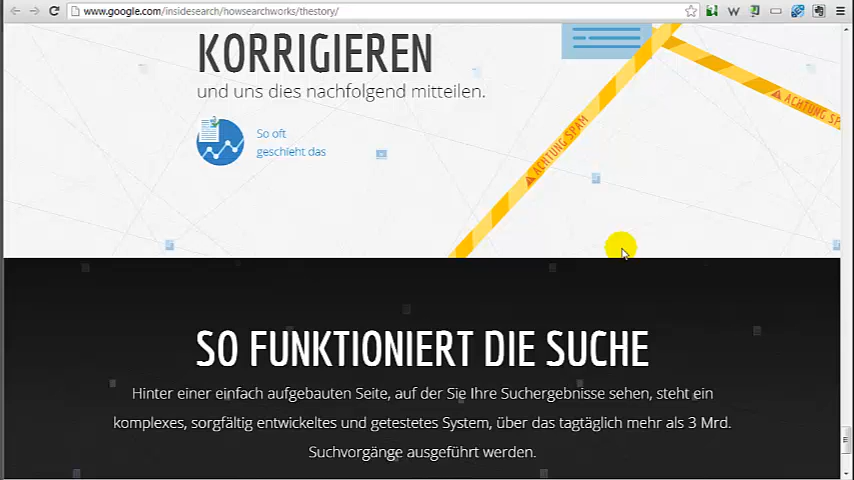 www.google.com/insidesearch/howsearchworks/thestory/
KORRIGIEREN
und uns dies nachfolgend mitteilen.
So oft
geschieht das
ACHTUNG SPAM
ACHTUNG SP
SO FUNKTIONIERT DIE SUCHE
Hinter einer einfach aufgebauten Seite, auf der Sie Ihre Suchergebnisse sehen, steht ein
komplexes, sorgfältig entwickeltes und getestetes System, über das tagtäglich mehr als 3 Mrd.
Suchvorgänge ausgeführt werden.